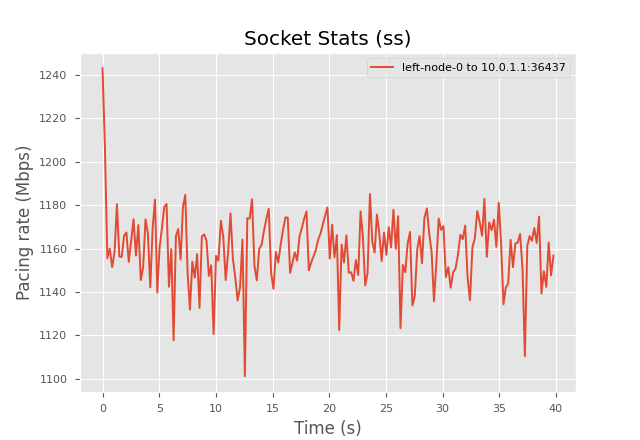 Socket Stats (ss)
left-node-0 to 10.0.1.1:36437
Pacing rate (Mbps)
1240
1220
1200
1180
1160
1140
1120
1100
0 5 10 15 20 25 30 35 40
Time (s)